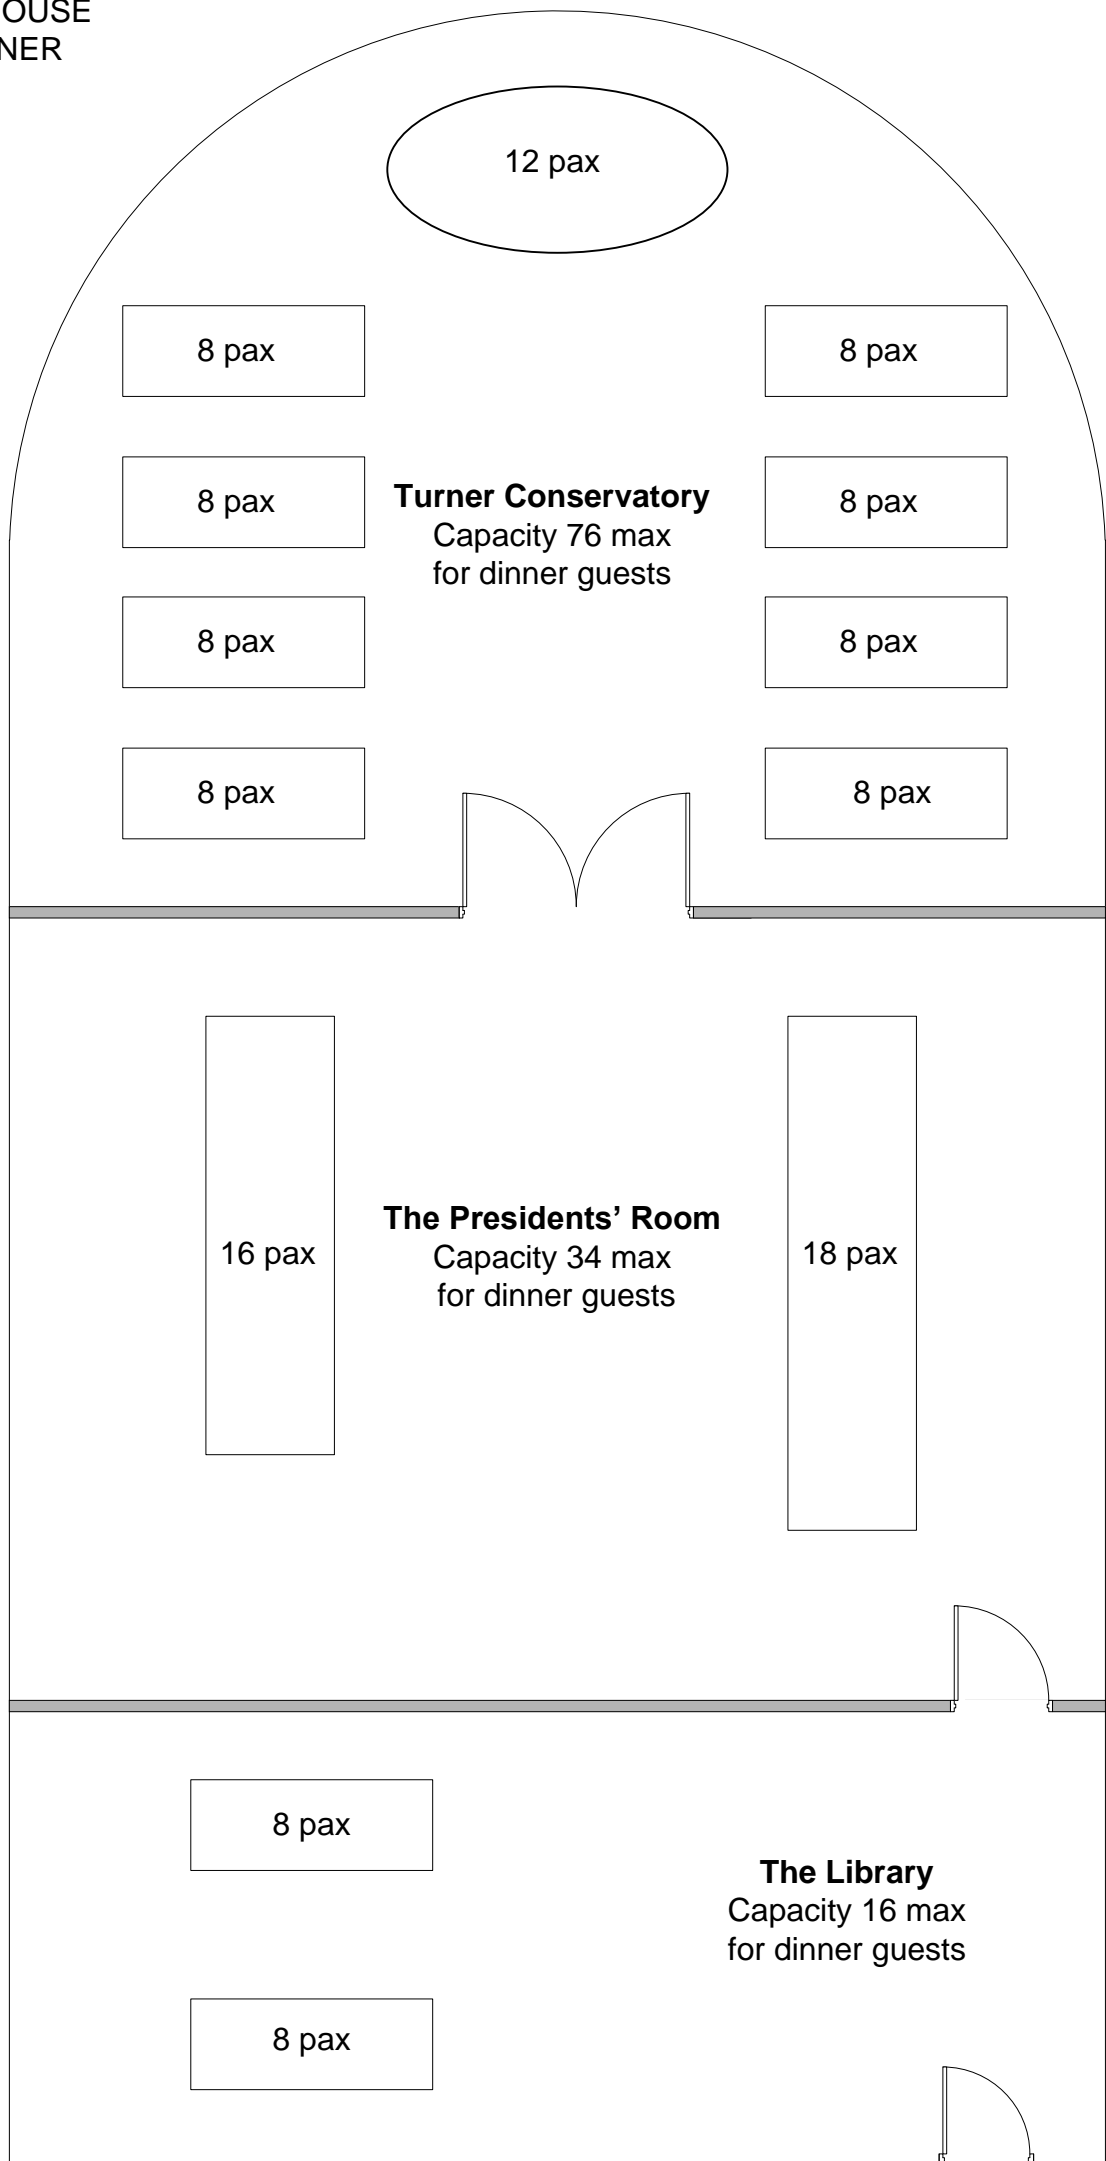 OUSE
NER
12 pax
8 pax
8 pax
8 pax
8 pax
Turner Conservatory
Capacity 76 max
for dinner guests
8 pax
8 pax
8 pax
8 pax
16 pax
The Presidents’ Room
Capacity 34 max
for dinner guests
18 pax
8 pax
The Library
Capacity 16 max
for dinner guests
8 pax